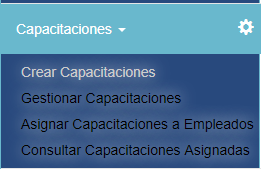 Capacitaciones
Crear Capacitaciones
Gestionar Capacitaciones
Asignar Capacitaciones a Empleados
Consultar Capacitaciones Asignadas